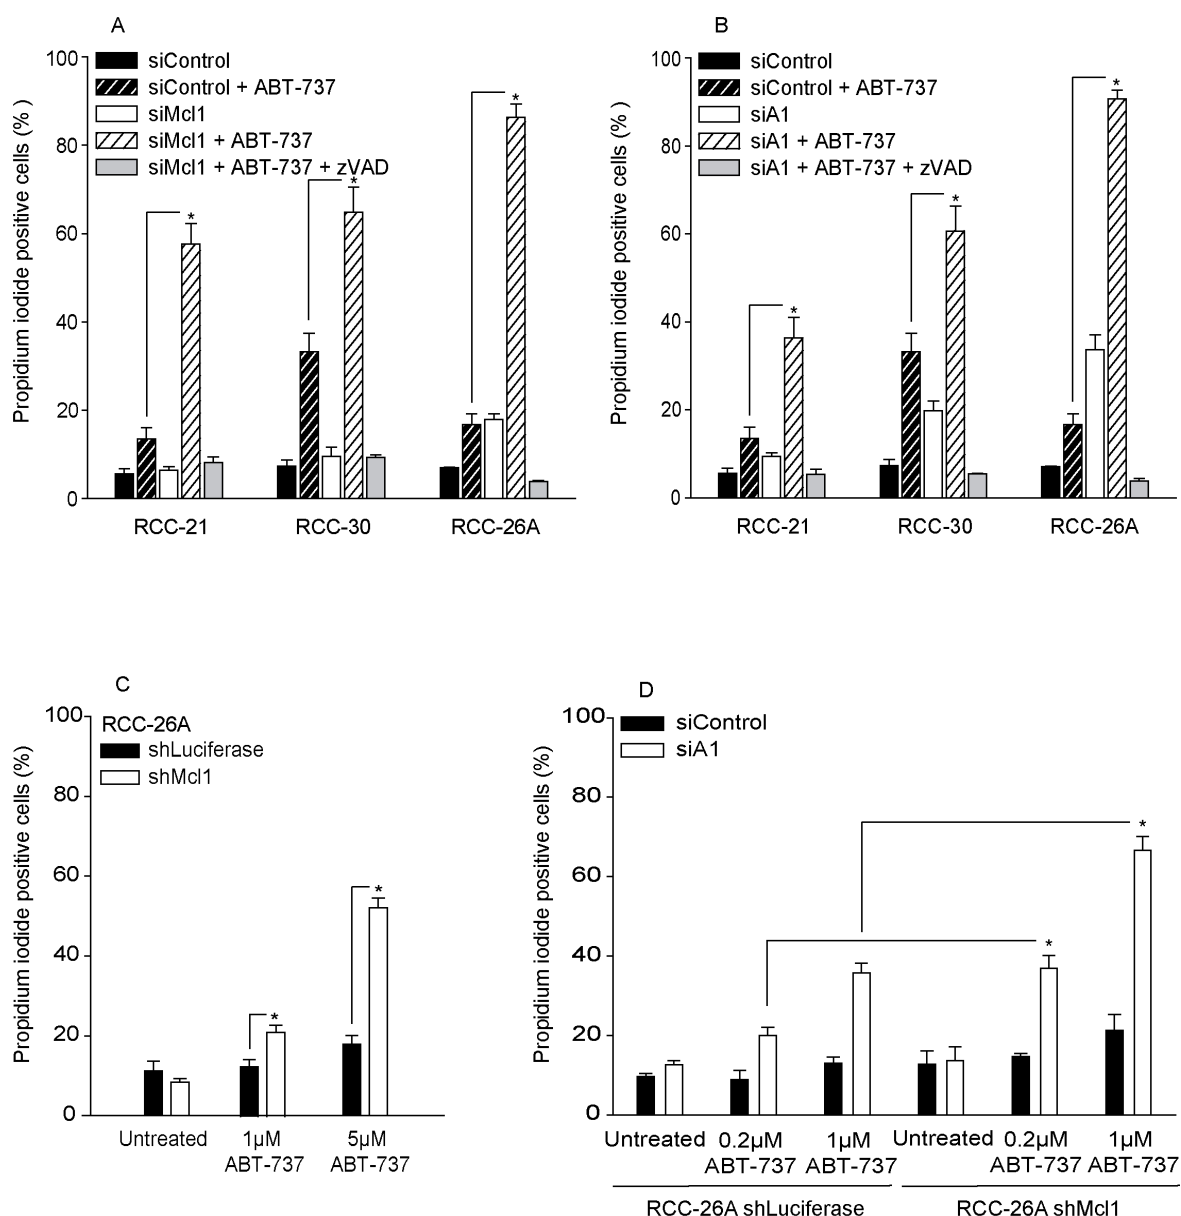 A
Propidium iodide positive cells (% )
100
80
60
40
20
0
siControl
siControl + ABT-737
siMcl1
siMcl1 + ABT-737
siMcl1 + ABT-737 + zVAD
*
*
*
RCC-21
RCC-30
RCC-26A
B
Propidium iodide positive cells (% )
100
80
60
40
20
0
siControl
siControl + ABT-737
siA1
siA1 + ABT-737
siA1 + ABT-737 + zVAD
*
*
*
RCC-21
RCC-30
RCC-26A
C
Propidium iodide positive cells (%)
100
80
60
40
20
0
RCC-26A
shLuciferase
shMcl1
*
*
Untreated
1µM
ABT-737
5µM
ABT-737
D
Propidium iodide positive cells (%)
100
80
60
40
20
0
siControl
siA1
*
*
Untreated
0.2µM
ABT-737
1µM
ABT-737
Untreated
0.2µM
ABT-737
1µM
ABT-737
RCC-26A shLuciferase
RCC-26A shMcl1